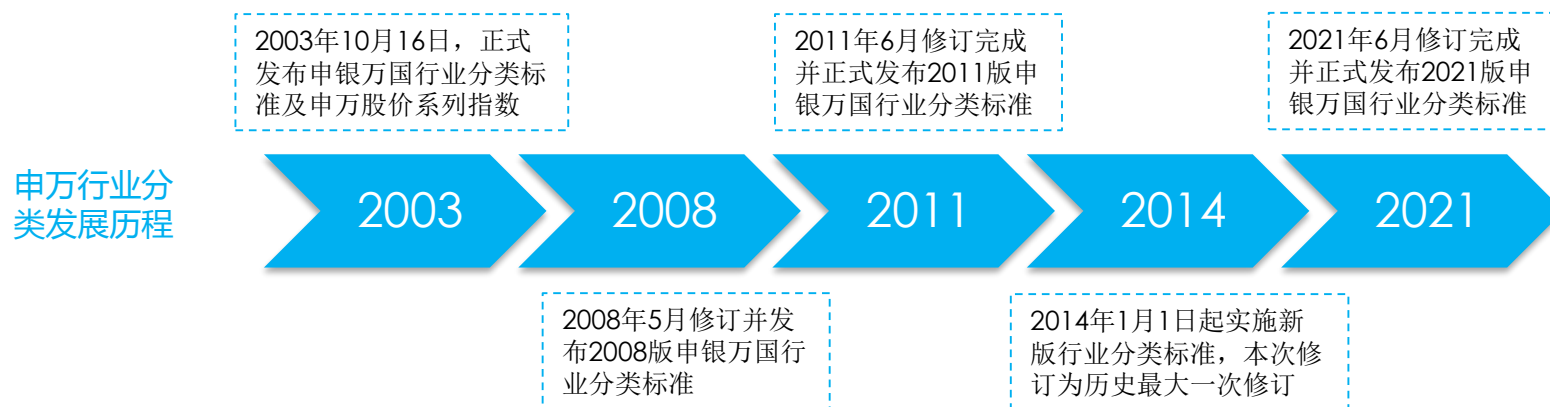 2003年10月16日，正式
发布申银万国行业分类标
准及申万股价系列指数
2011年6月修订完成
并正式发布2011版申
银万国行业分类标准
2021年6月修订完成
并正式发布2021版申
银万国行业分类标准
申万行业分
类发展历程
2003
2008
2011
2014
2021
2008年5月修订并发
布2008版申银万国行
业分类标准
2014年1月1日起实施新
版行业分类标准，本次修
订为历史最大一次修订